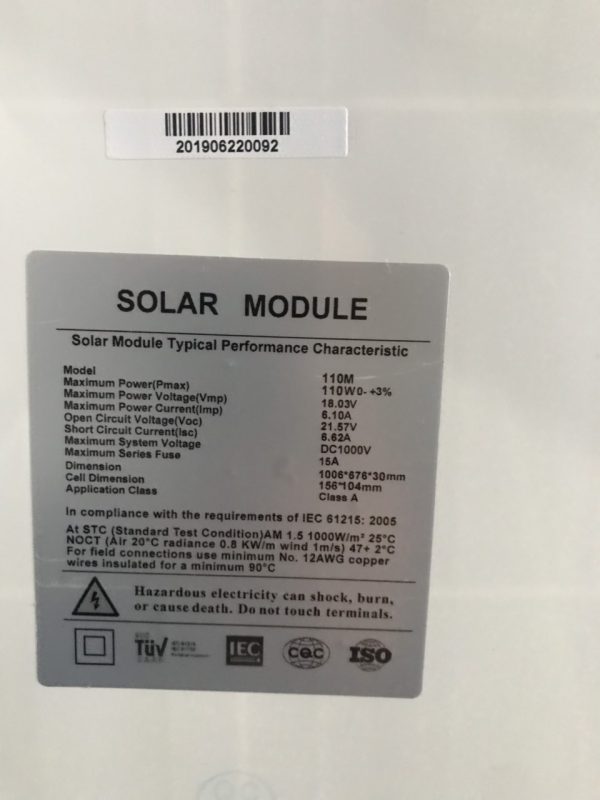 201906220092
SOLAR MODULE
Solar Module Typical Performance Characteristic
Model 110M
Maximum Power(Pmax) 110W0- +3%
Maximum Power Voltage(Vmp) 18.03V
Maximum Power Current(Imp) 6.10A
Open Circuit Voltage(Voc) 21.57V
Short Circuit Current(Isc) 6.62A
Maximum System Voltage DC1000V
Maximum Series Fuse 15A
Dimension 1006*676*30mm
Cell Dimension 156*104mm
Application Class Class A
In compliance with the requirements of IEC 61215: 2005
At STC (Standard Test Condition)AM 1.5 1000W/m² 25°C
NOCT (Air 20°C radiance 0.8 KW/m wind 1m/s) 47+ 2°C
For field connections use minimum No. 12AWG copper
wires insulated for a minimum 90°C
Hazardous electricity can shock, burn,
or cause death. Do not touch terminals.
TüV IEC cqc ISO